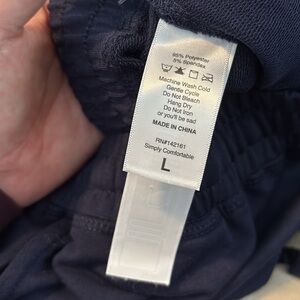 95% Polyester
5% Spandex
Machine Wash Cold
Gentle Cycle
Do Not Bleach
Hang Dry
Do Not Iron
or you'll be sad
MADE IN CHINA
RN#142161
Simply Comfortable
L